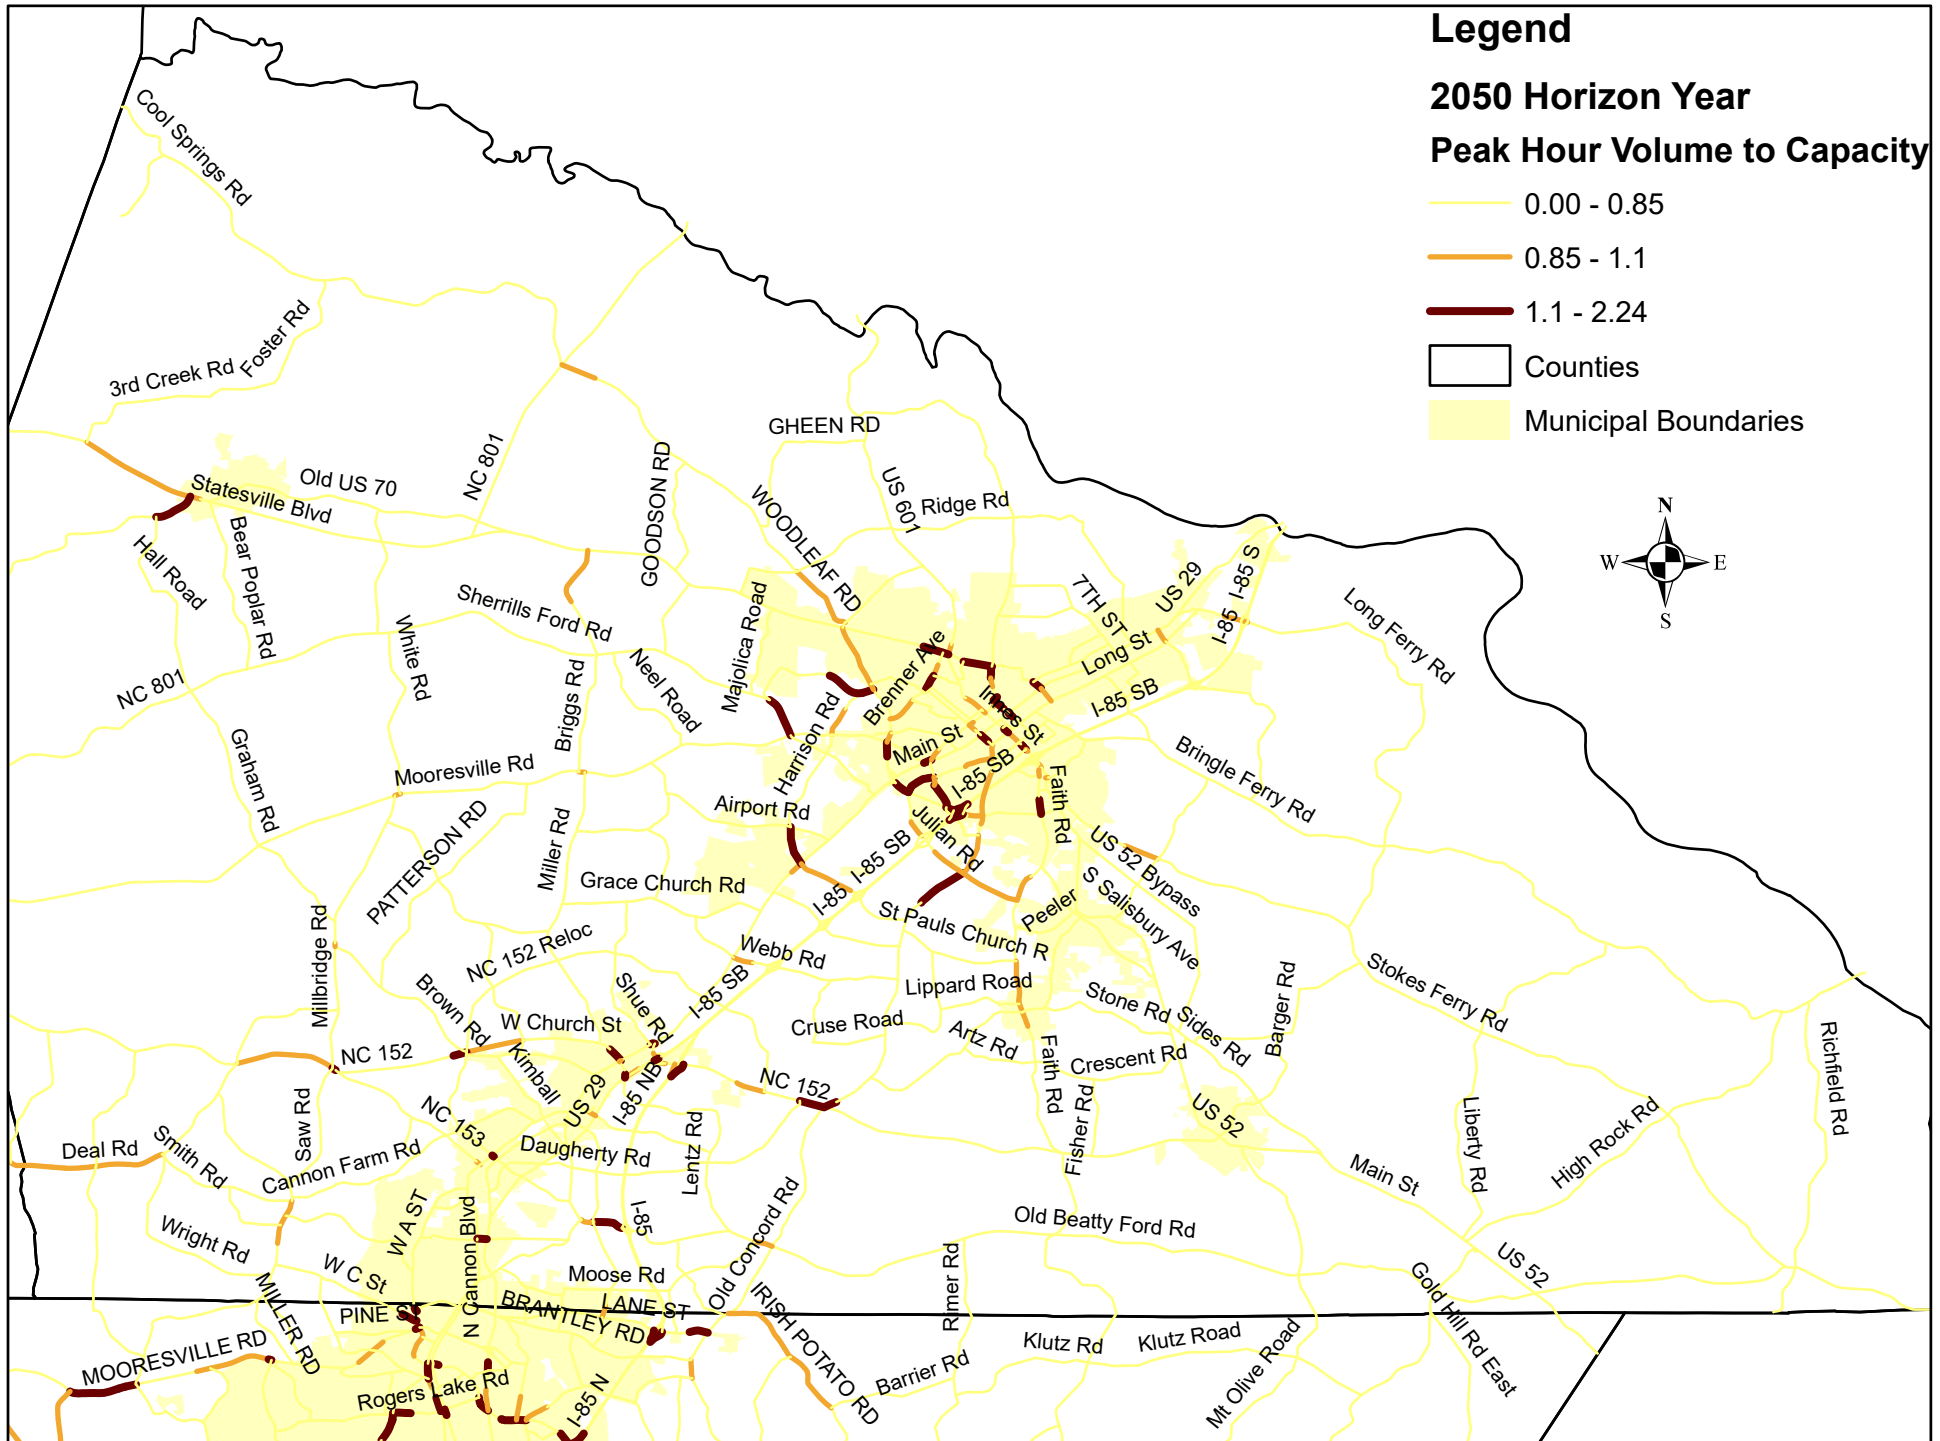 Legend
2050 Horizon Year
Peak Hour Volume to Capacity
0.00 - 0.85
0.85 - 1.1
1.1 - 2.24
Counties
Municipal Boundaries
N
W
E
S
Cool Springs Rd
Foster Rd
3rd Creek Rd
GHEEN RD
NC 801
GOODSON RD
US 601
Old US 70
Statesville Blvd
WOODLEAF RD
Ridge Rd
Hall Road
Bear Poplar Rd
Sherrills Ford Rd
Majolica Road
7TH ST
US 29
I-85 S
I-85
Long Ferry Rd
Long St
White Rd
NC 801
Neel Road
Briggs Rd
Brenner Ave
Innes St
I-85 SB
Harrison Rd
Main St
I-85 SB
Graham Rd
Mooresville Rd
Bringle Ferry Rd
Airport Rd
Faith Rd
Julian Rd
PATTERSON RD
Miller Rd
I-85 SB
US 52 Bypass
Grace Church Rd
I-85
St Pauls Church R
Peeler
S Salisbury Ave
Millbridge Rd
NC 152 Reloc
Webb Rd
Lippard Road
Stone Rd
Barger Rd
Stokes Ferry Rd
I-85 SB
Shue Rd
Brown Rd
W Church St
Cruse Road
Artz Rd
Sides Rd
Richfield Rd
NC 152
Kimball
Crescent Rd
Faith Rd
US 29
I-85 NB
NC 152
Saw Rd
NC 153
Lentz Rd
Fisher Rd
US 52
Liberty Rd
High Rock Rd
Deal Rd
Smith Rd
Cannon Farm Rd
Daugherty Rd
Main St
W A ST
N Cannon Blvd
I-85
Old Concord Rd
Old Beatty Ford Rd
Wright Rd
W C St
Moose Rd
Rimer Rd
US 52
Gold Hill Rd East
MILLER RD
PINE S
BRANTLEY RD
LANE ST
IRISH POTATO RD
Klutz Rd
Klutz Road
Mt Olive Road
MOORESVILLE RD
Barrier Rd
Rogers Lake Rd
I-85 N